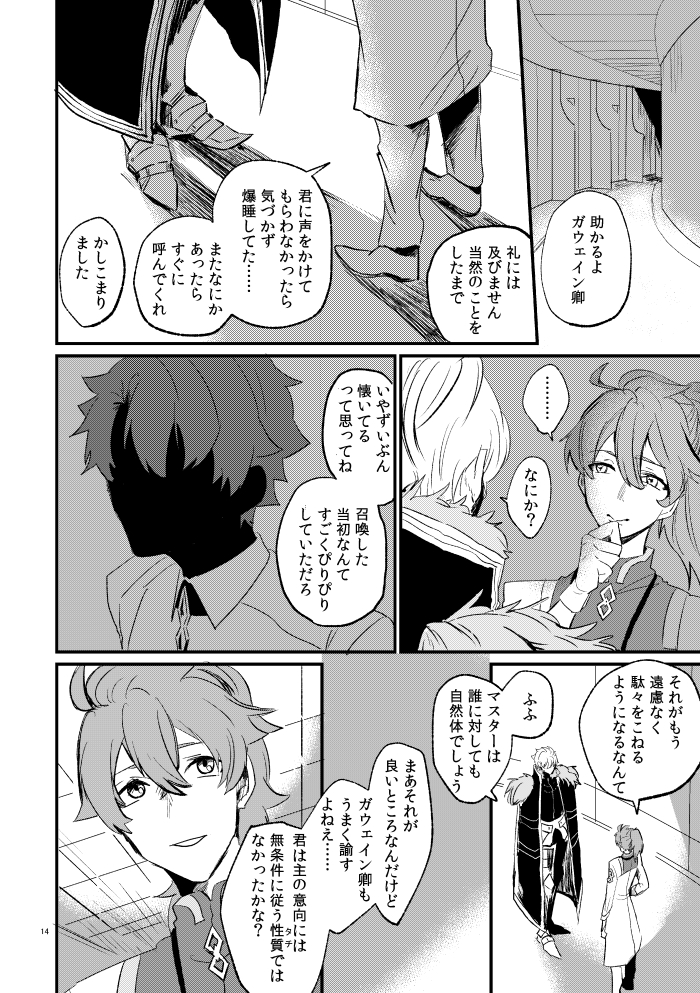 助かるよ
ガウェイン卿
礼には
及びません
当然のことを
したまで
君に声をかけて
もらわなかったら
気づかず
爆睡してた……
またなにか
あったら
すぐに
呼んでくれ
かしこまり
ました
………
なにか？
いやずいぶん
懐いてる
って思ってね
召喚した
当初なんて
すごくぴりぴり
していただろ
それがもう
遠慮なく
駄々をこねる
ようになるなんて
ふふ
マスターは
誰に対しても
自然体でしょう
まあそれが
良いところなんだけど
ガウェイン卿も
うまく諭す
よねえ……
君は主の意向には
無条件に従う性質では
タチ
なかったかな？
14